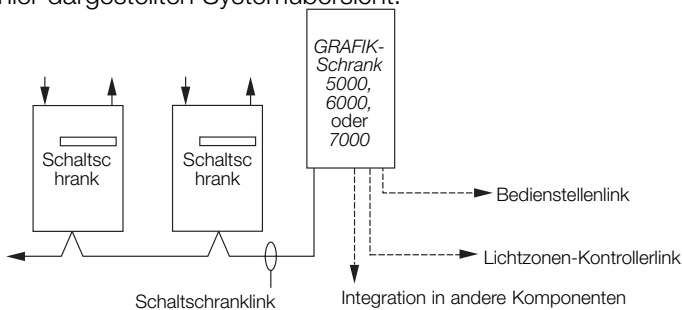 hier dargestellten Systemübersicht.
GRAFIK-
Schrank
5000,
6000,
oder
7000
Schaltsc
hrank
Schaltsc
hrank
Bedienstellenlink
Lichtzonen-Kontrollerlink
Schaltschranklink
Integration in andere Komponenten